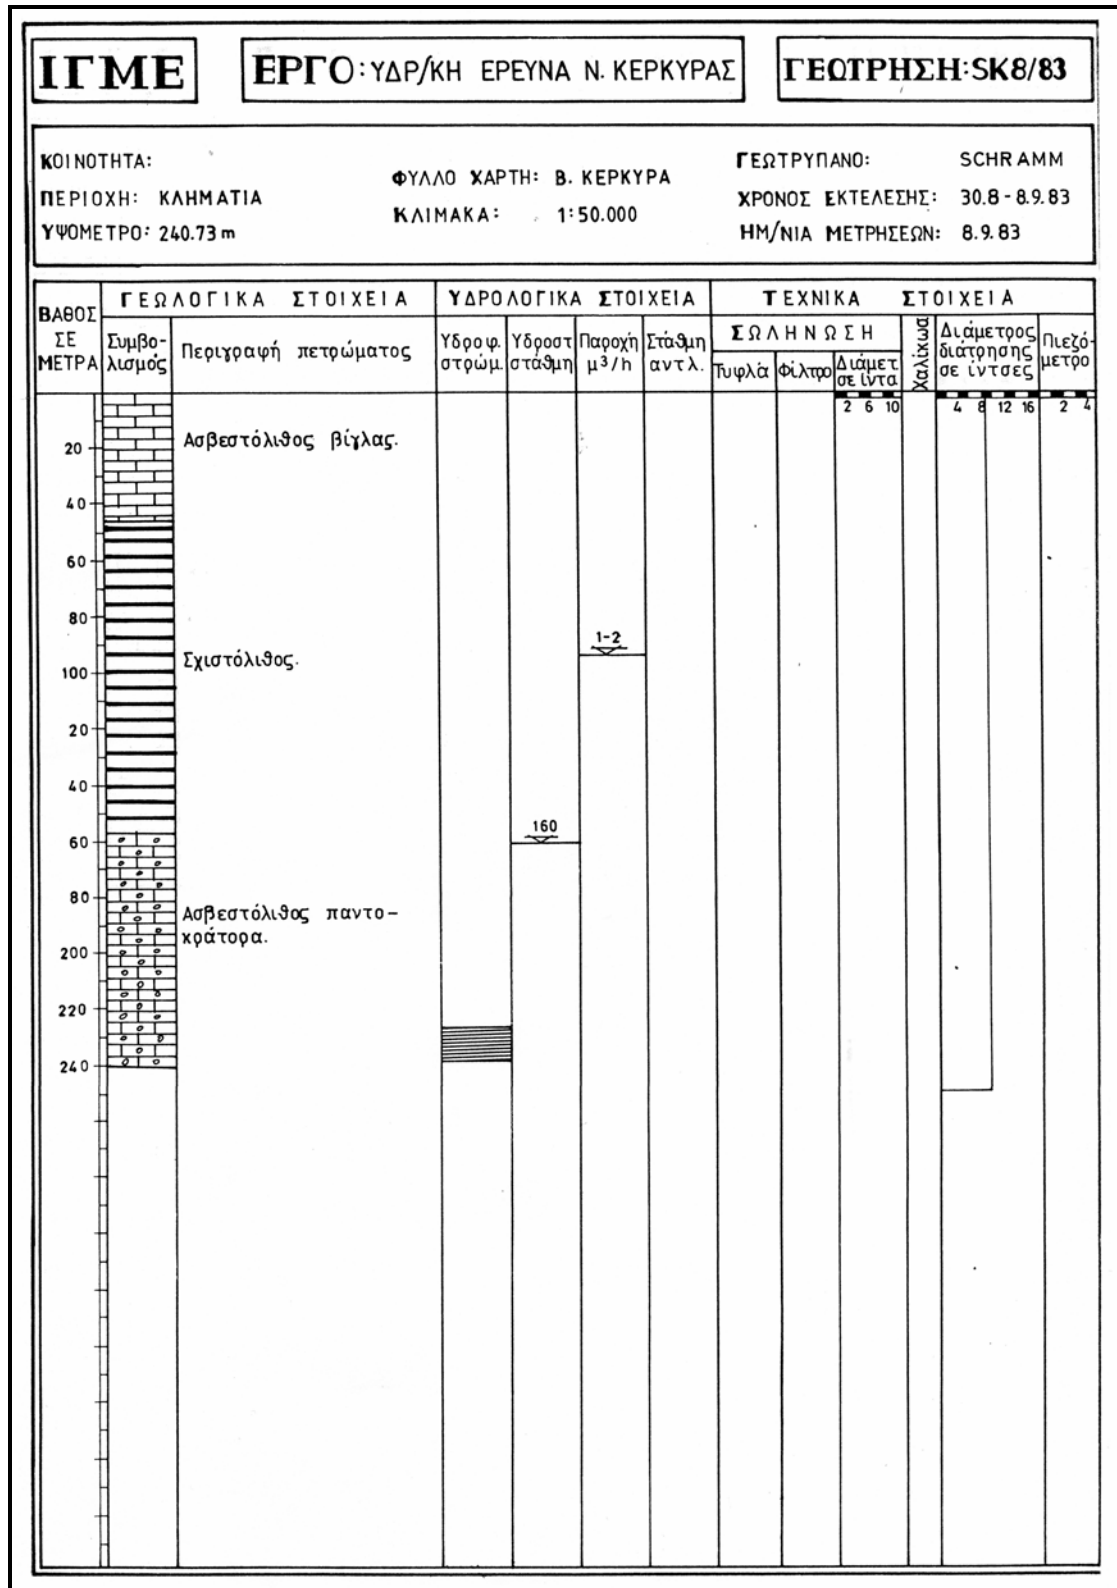 ΙΓΜΕ
ΕΡΓΟ: ΥΔΡ/ΚΗ ΕΡΕΥΝΑ Ν. ΚΕΡΚΥΡΑΣ
ΓΕΩΤΡΗΣΗ: SK8/83
ΚΟΙΝΟΤΗΤΑ:
ΠΕΡΙΟΧΗ: ΚΛΗΜΑΤΙΑ
ΥΨΟΜΕΤΡΟ: 240.73 m
ΦΥΛΛΟ ΧΑΡΤΗ: Β. ΚΕΡΚΥΡΑ
ΚΛΙΜΑΚΑ: 1:50.000
ΓΕΩΤΡΥΠΑΝΟ: SCHRAMM
ΧΡΟΝΟΣ ΕΚΤΕΛΕΣΗΣ: 30.8 - 8.9.83
ΗΜ/ΝΙΑ ΜΕΤΡΗΣΕΩΝ: 8.9.83
ΒΑΘΟΣ
ΣΕ
ΜΕΤΡΑ
ΓΕΩΛΟΓΙΚΑ ΣΤΟΙΧΕΙΑ
Συμβο-
λισμός
Περιγραφή πετρώματος
ΥΔΡΟΛΟΓΙΚΑ ΣΤΟΙΧΕΙΑ
Υδροφ.
στρώμ.
Υδροστ
στάθμη
Παροχή
μ³/h
Στάθμη
αντλ.
ΤΕΧΝΙΚΑ ΣΤΟΙΧΕΙΑ
ΣΩΛΗΝΩΣΗ
Τυφλά
Φίλτρο
Διάμετ
σε ίντσ
Χαλίκωσ
Διάμετρος
διάτρησης
σε ίντσες
Πιεζό-
μετρο
2 6 10
4 8 12 16
2 4
20
Ασβεστόλιθος βίγλας.
40
60
80
1-2
Σχιστόλιθος.
100
20
40
160
60
80
Ασβεστόλιθος παντο-
κράτορα.
200
220
240